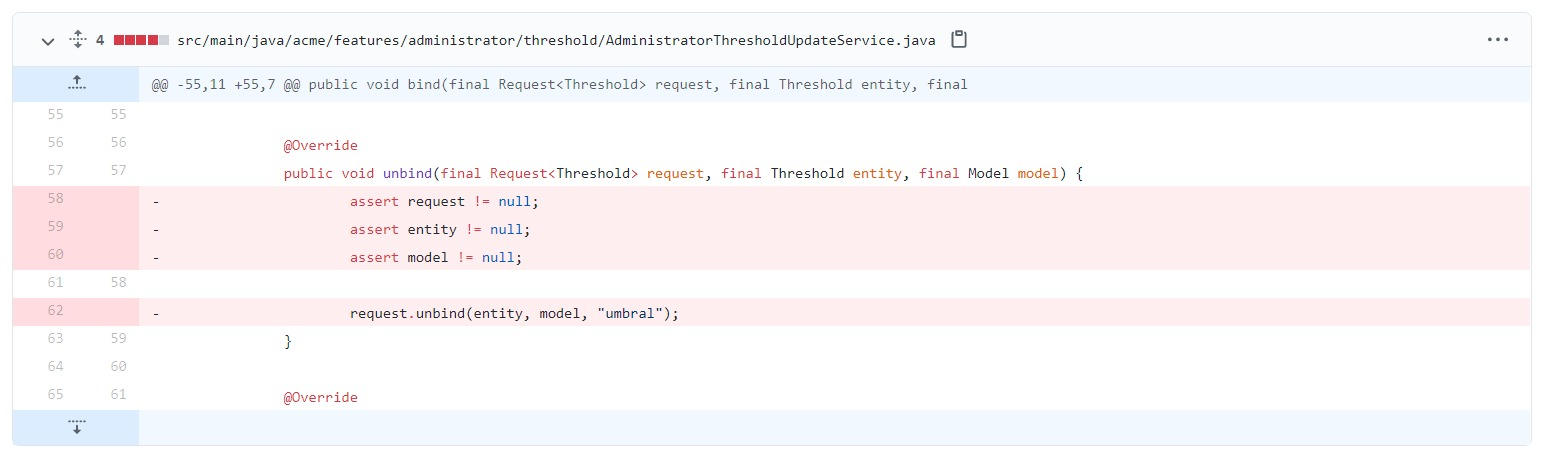 4 src/main/java/acme/features/administrator/threshold/AdministratorThresholdUpdateService.java
@@ -55,11 +55,7 @@ public void bind(final Request<Threshold> request, final Threshold entity, final
55 55
56 56 @Override
57 57 public void unbind(final Request<Threshold> request, final Threshold entity, final Model model) {
58 - assert request != null;
59 - assert entity != null;
60 - assert model != null;
61 58
62 - request.unbind(entity, model, "umbral");
63 59 }
64 60
65 61 @Override